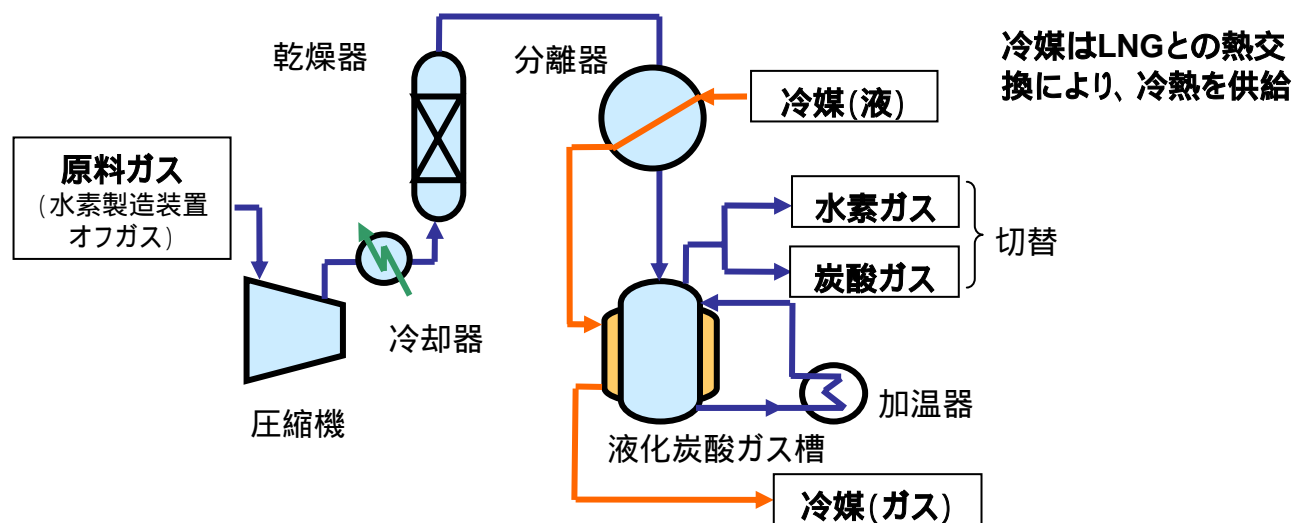 乾燥器
分離器
冷媒はLNGとの熱交
換により、冷熱を供給
冷媒(液)
原料ガス
(水素製造装置
オフガス)
水素ガス
切替
炭酸ガス
冷却器
加温器
圧縮機
液化炭酸ガス槽
冷媒(ガス)